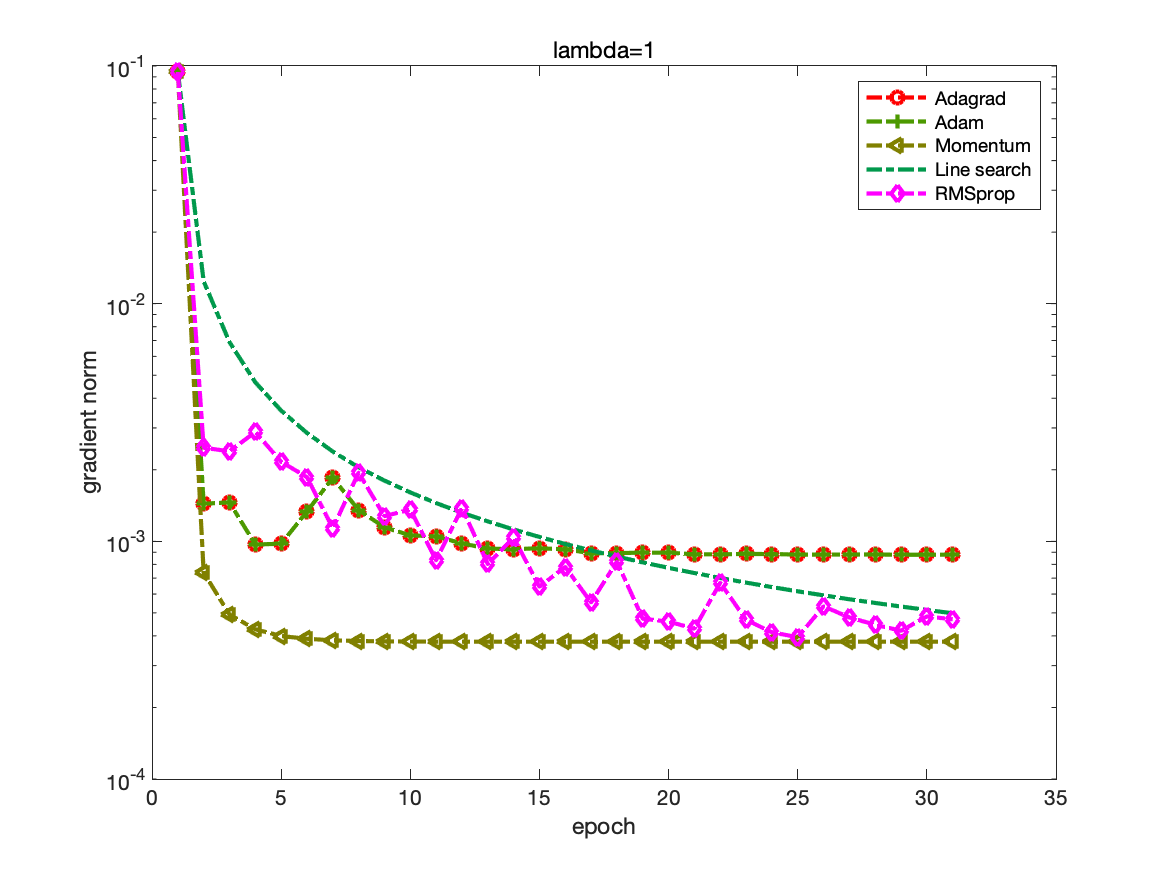 lambda=1
10-1
10-2
10-3
10-4
gradient norm
Adagrad
Adam
Momentum
Line search
RMSprop
0 5 10 15 20 25 30 35
epoch